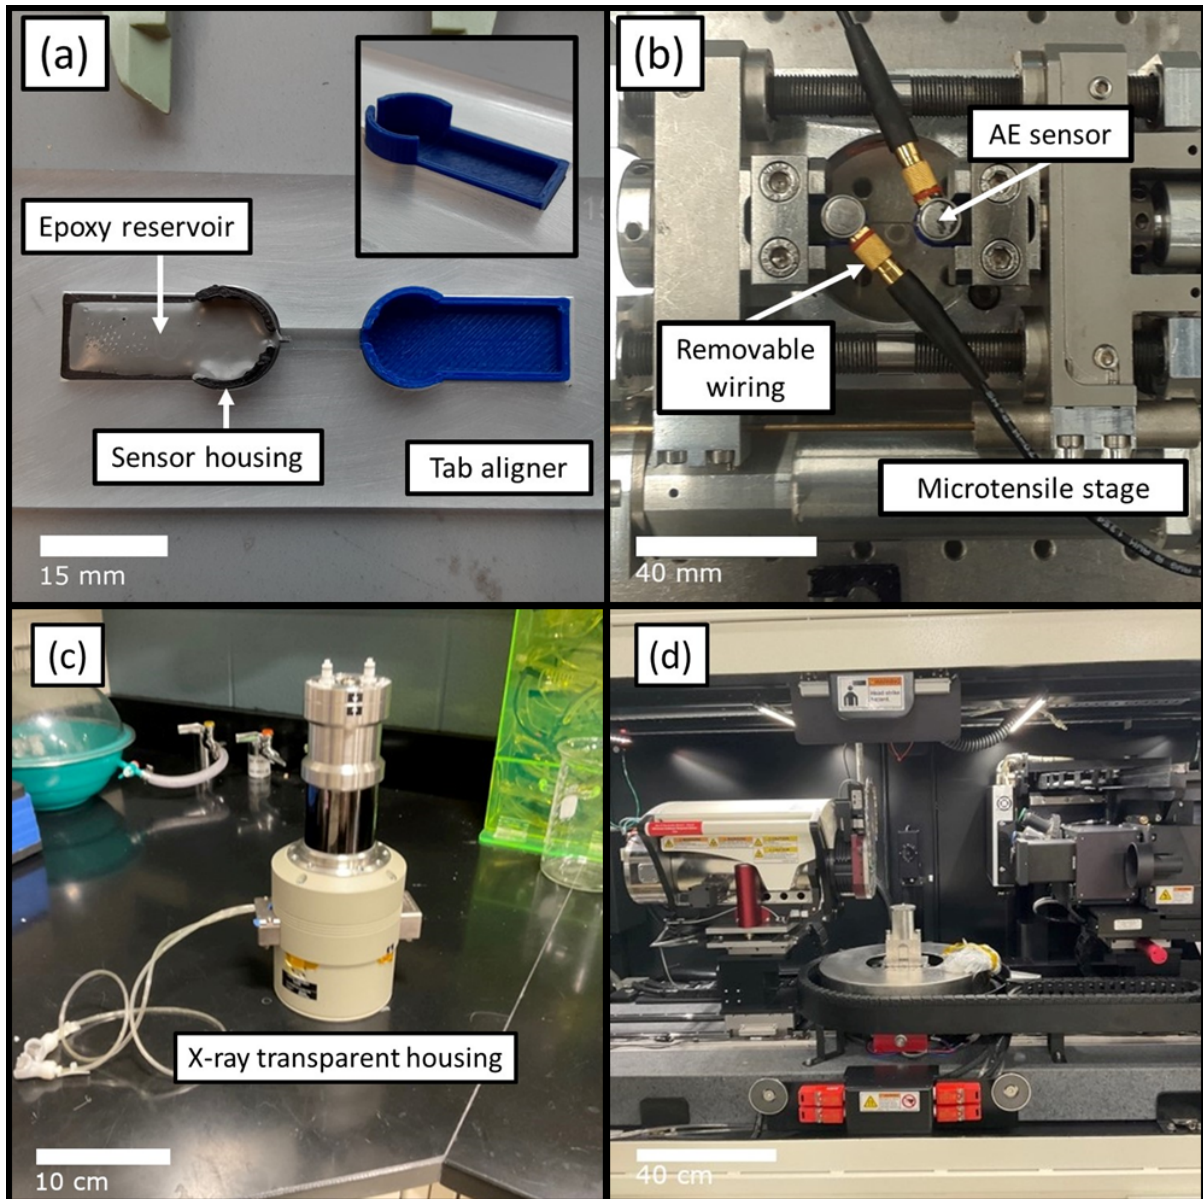 (a)
Epoxy reservoir
Sensor housing
Tab aligner
15 mm
(b)
AE sensor
Removable
wiring
Microtensile stage
40 mm
(c)
X-ray transparent housing
10 cm
(d)
40 cm